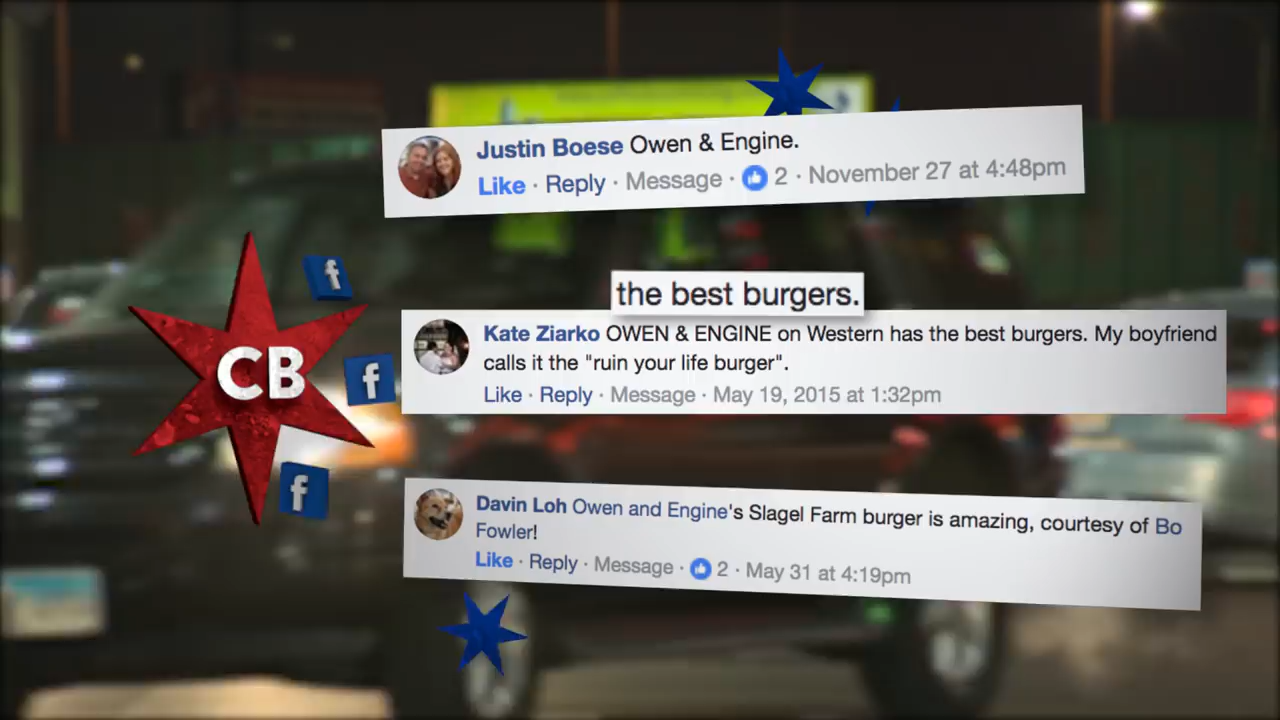 Justin Boese Owen & Engine.
Like · Reply · Message · 2 · November 27 at 4:48pm
the best burgers.
Kate Ziarko OWEN & ENGINE on Western has the best burgers. My boyfriend
calls it the "ruin your life burger".
Like · Reply · Message · May 19, 2015 at 1:32pm
CB
f
f
f
Davin Loh Owen and Engine's Slagel Farm burger is amazing, courtesy of Bo
Fowler!
Like · Reply · Message · 2 · May 31 at 4:19pm